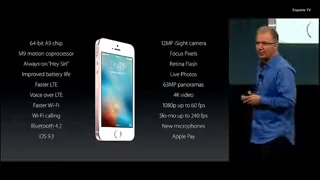 Esporte TV
64-bit A9 chip
M9 motion coprocessor
Always-on "Hey Siri"
Improved battery life
Faster LTE
Voice over LTE
Faster Wi-Fi
Wi-Fi calling
Bluetooth 4.2
iOS 9.3
12MP iSight camera
Focus Pixels
Retina Flash
Live Photos
63MP panoramas
4K video
1080p up to 60 fps
Slo-mo up to 240 fps
New microphones
Apple Pay